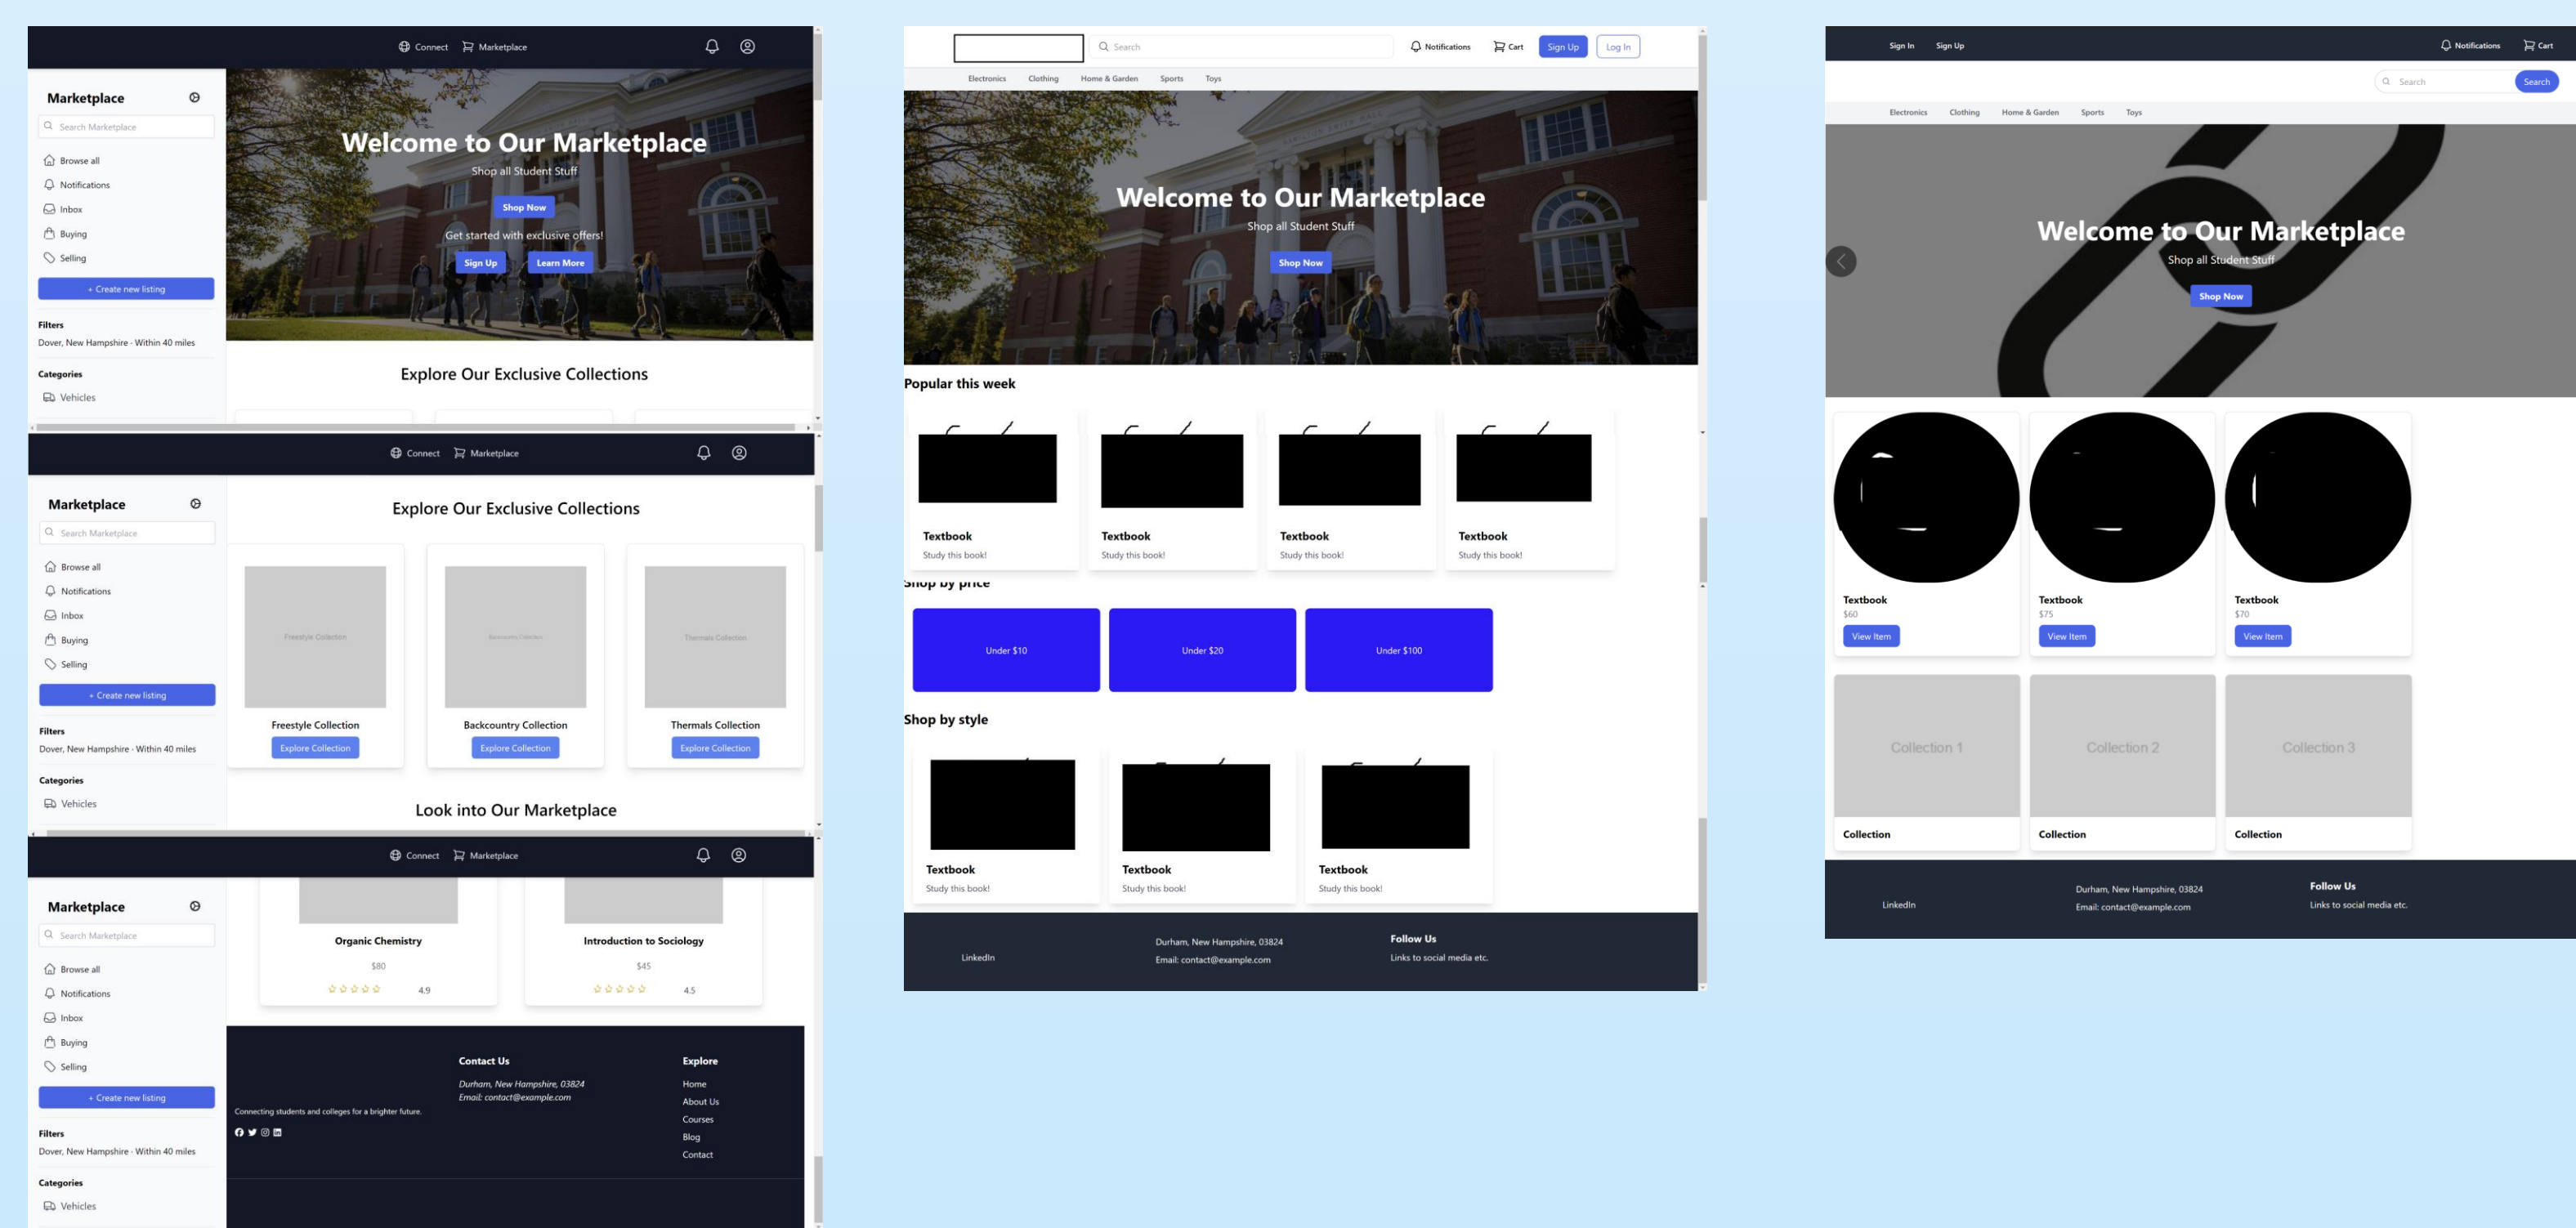 Connect Marketplace
Marketplace
Search Marketplace
Browse all
Notifications
Inbox
Buying
Selling
+ Create new listing
Filters
Dover, New Hampshire · Within 40 miles
Categories
Vehicles
Welcome to Our Marketplace
Shop all Student Stuff
Shop Now
Get started with exclusive offers!
Sign Up Learn More
Explore Our Exclusive Collections
Connect Marketplace
Marketplace
Search Marketplace
Browse all
Notifications
Inbox
Buying
Selling
+ Create new listing
Filters
Dover, New Hampshire · Within 40 miles
Categories
Vehicles
Explore Our Exclusive Collections
Freestyle Collection Backcountry Collection Thermals Collection
Freestyle Collection Backcountry Collection Thermals Collection
Explore Collection Explore Collection Explore Collection
Look into Our Marketplace
Connect Marketplace
Marketplace
Search Marketplace
Browse all
Notifications
Inbox
Buying
Selling
+ Create new listing
Filters
Dover, New Hampshire · Within 40 miles
Categories
Vehicles
Organic Chemistry Introduction to Sociology
$80 $45
4.9 4.5
Connecting students and colleges for a brighter future.
Contact Us
Durham, New Hampshire, 03824
Email: contact@example.com
Explore
Home
About Us
Courses
Blog
Contact
Search Notifications Cart Sign Up Log In
Electronics Clothing Home & Garden Sports Toys
Welcome to Our Marketplace
Shop all Student Stuff
Shop Now
Popular this week
Textbook Textbook Textbook Textbook
Study this book! Study this book! Study this book! Study this book!
Shop by price
Under $10 Under $20 Under $100
Shop by style
Textbook Textbook Textbook
Study this book! Study this book! Study this book!
LinkedIn
Durham, New Hampshire, 03824
Email: contact@example.com
Follow Us
Links to social media etc.
Sign In Sign Up Notifications Cart
Search Search
Electronics Clothing Home & Garden Sports Toys
Welcome to Our Marketplace
Shop all Student Stuff
Shop Now
Textbook Textbook Textbook
$60 $75 $70
View Item View Item View Item
Collection 1 Collection 2 Collection 3
Collection Collection Collection
LinkedIn
Durham, New Hampshire, 03824
Email: contact@example.com
Follow Us
Links to social media etc.